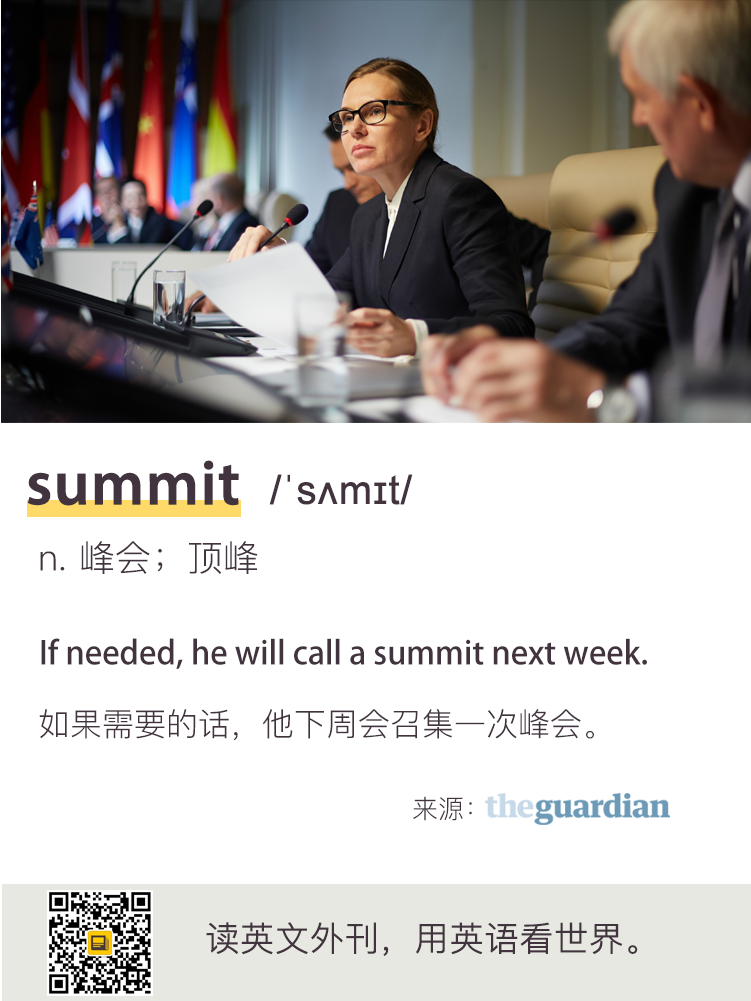 summit /ˈsʌmɪt/
n. 峰会；顶峰
If needed, he will call a summit next week.
如果需要的话，他下周会召集一次峰会。
来源：theguardian
读英文外刊，用英语看世界。